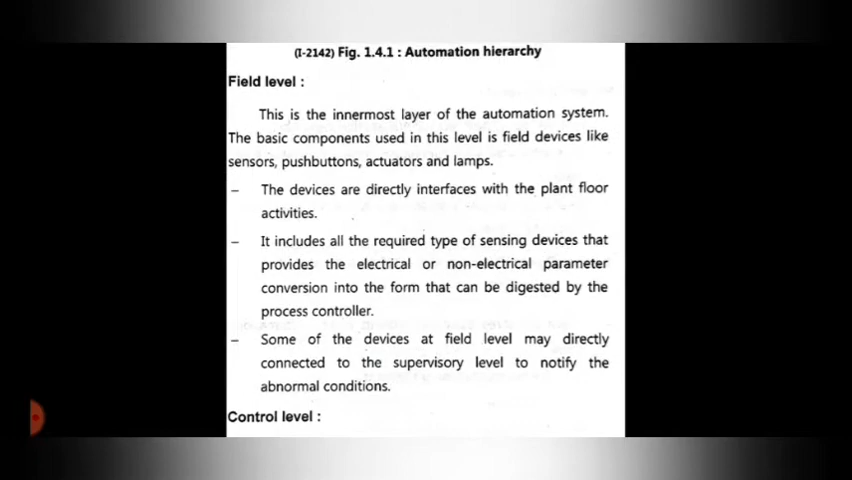 (I-2142) Fig. 1.4.1 : Automation hierarchy
Field level :
This is the innermost layer of the automation system.
The basic components used in this level is field devices like
sensors, pushbuttons, actuators and lamps.
– The devices are directly interfaces with the plant floor
activities.
– It includes all the required type of sensing devices that
provides the electrical or non-electrical parameter
conversion into the form that can be digested by the
process controller.
– Some of the devices at field level may directly
connected to the supervisory level to notify the
abnormal conditions.
Control level :